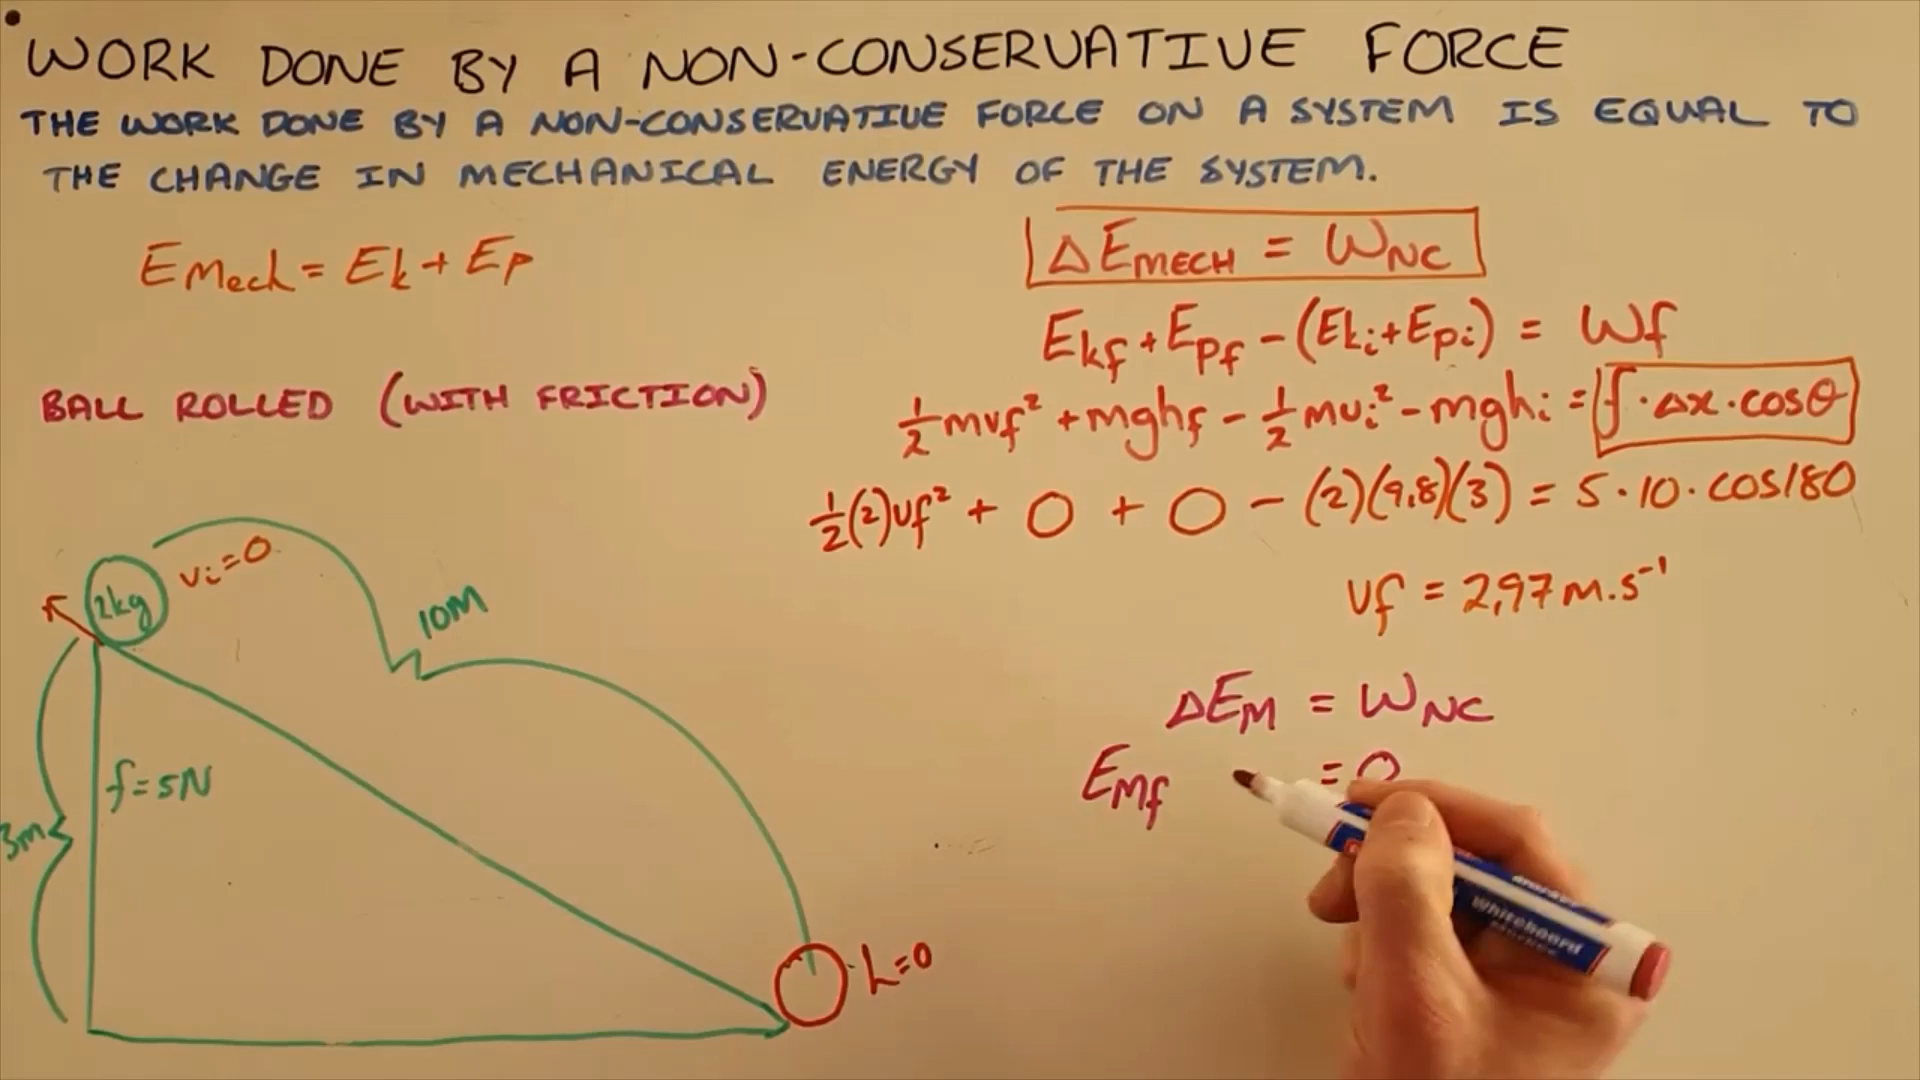 WORK DONE BY A NON-CONSERVATIVE FORCE
THE WORK DONE BY A NON-CONSERVATIVE FORCE ON A SYSTEM IS EQUAL TO
THE CHANGE IN MECHANICAL ENERGY OF THE SYSTEM.
EMech = Ek + Ep
ΔEMECH = WNC
Ekf + Epf - (Eki + Epi) = Wf
BALL ROLLED (WITH FRICTION)
½mvf² + mghf - ½mvi² - mghi = f · Δx · cosθ
½(2)vf² + 0 + 0 - (2)(9,8)(3) = 5 · 10 · cos180
vf = 2,97 m.s⁻¹
vi = 0
2kg
10M
ΔEM = WNC
EMf = 0
f = 5N
3m
h = 0
Whiteboard